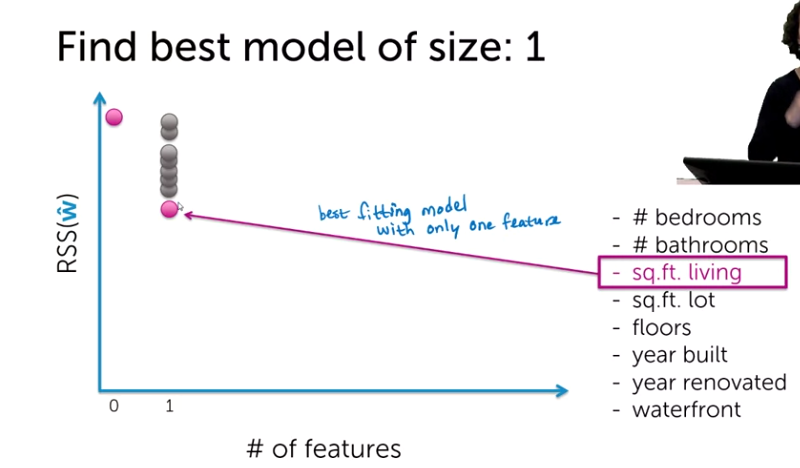 Find best model of size: 1
RSS(ŵ)
best fitting model
with only one feature
- # bedrooms
- # bathrooms
- sq.ft. living
- sq.ft. lot
- floors
- year built
- year renovated
- waterfront
0 1
# of features